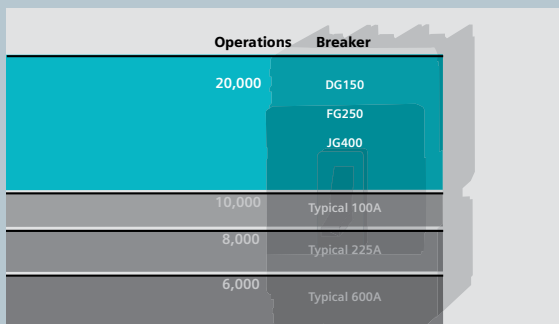 Operations Breaker
20,000 DG150
FG250
JG400
10,000 Typical 100A
8,000 Typical 225A
6,000 Typical 600A